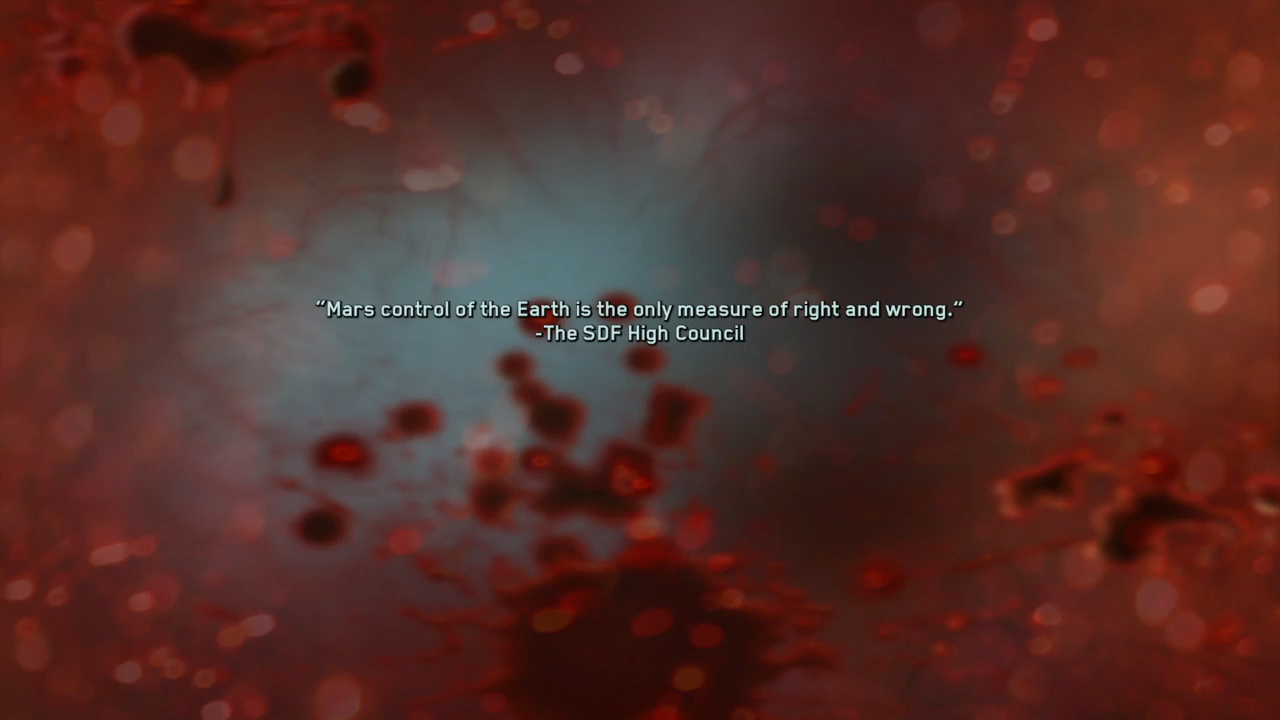 “Mars control of the Earth is the only measure of right and wrong.”
-The SDF High Council